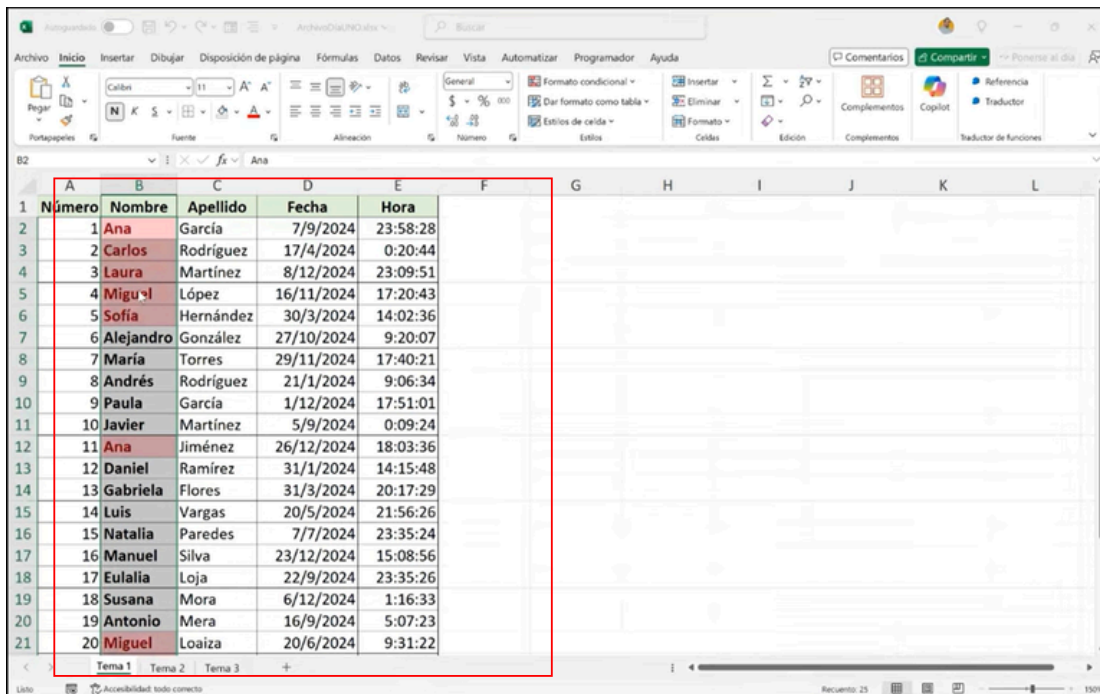 Autoguardado ArchivoDiaUNO.xlsx Buscar
Archivo Inicio Insertar Dibujar Disposición de página Fórmulas Datos Revisar Vista Automatizar Programador Ayuda Comentarios Compartir Ponerse al día
Pegar Calibri 11 A A General Formato condicional Insertar Σ Complementos Copilot Referencia
N K S A $ % 000 Dar formato como tabla Eliminar Traductor
Estilos de celda Formato
Portapapeles Fuente Alineación Número Estilos Celdas Edición Complementos Traductor de funciones
B2 fx Ana
A B C D E F G H I J K L
1 Número Nombre Apellido Fecha Hora
2 1 Ana García 7/9/2024 23:58:28
3 2 Carlos Rodríguez 17/4/2024 0:20:44
4 3 Laura Martínez 8/12/2024 23:09:51
5 4 Miguel López 16/11/2024 17:20:43
6 5 Sofía Hernández 30/3/2024 14:02:36
7 6 Alejandro González 27/10/2024 9:20:07
8 7 María Torres 29/11/2024 17:40:21
9 8 Andrés Rodríguez 21/1/2024 9:06:34
10 9 Paula García 1/12/2024 17:51:01
11 10 Javier Martínez 5/9/2024 0:09:24
12 11 Ana Jiménez 26/12/2024 18:03:36
13 12 Daniel Ramírez 31/1/2024 14:15:48
14 13 Gabriela Flores 31/3/2024 20:17:29
15 14 Luis Vargas 20/5/2024 21:56:26
16 15 Natalia Paredes 7/7/2024 23:35:24
17 16 Manuel Silva 23/12/2024 15:08:56
18 17 Eulalia Loja 22/9/2024 23:35:26
19 18 Susana Mora 6/12/2024 1:16:33
20 19 Antonio Mera 16/9/2024 5:07:23
21 20 Miguel Loaiza 20/6/2024 9:31:22
Tema 1 Tema 2 Tema 3 +
Listo Accesibilidad: todo correcto Recuento: 25